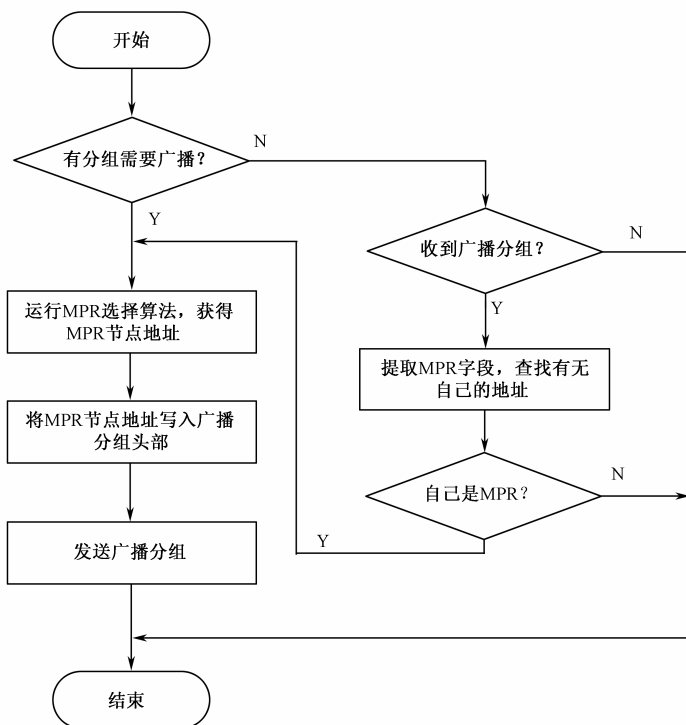 开始
有分组需要广播?
N
Y
收到广播分组?
N
Y
运行MPR选择算法,获得
MPR节点地址
提取MPR字段,查找有无
自己的地址
将MPR节点地址写入广播
分组头部
自己是MPR?
N
Y
发送广播分组
结束